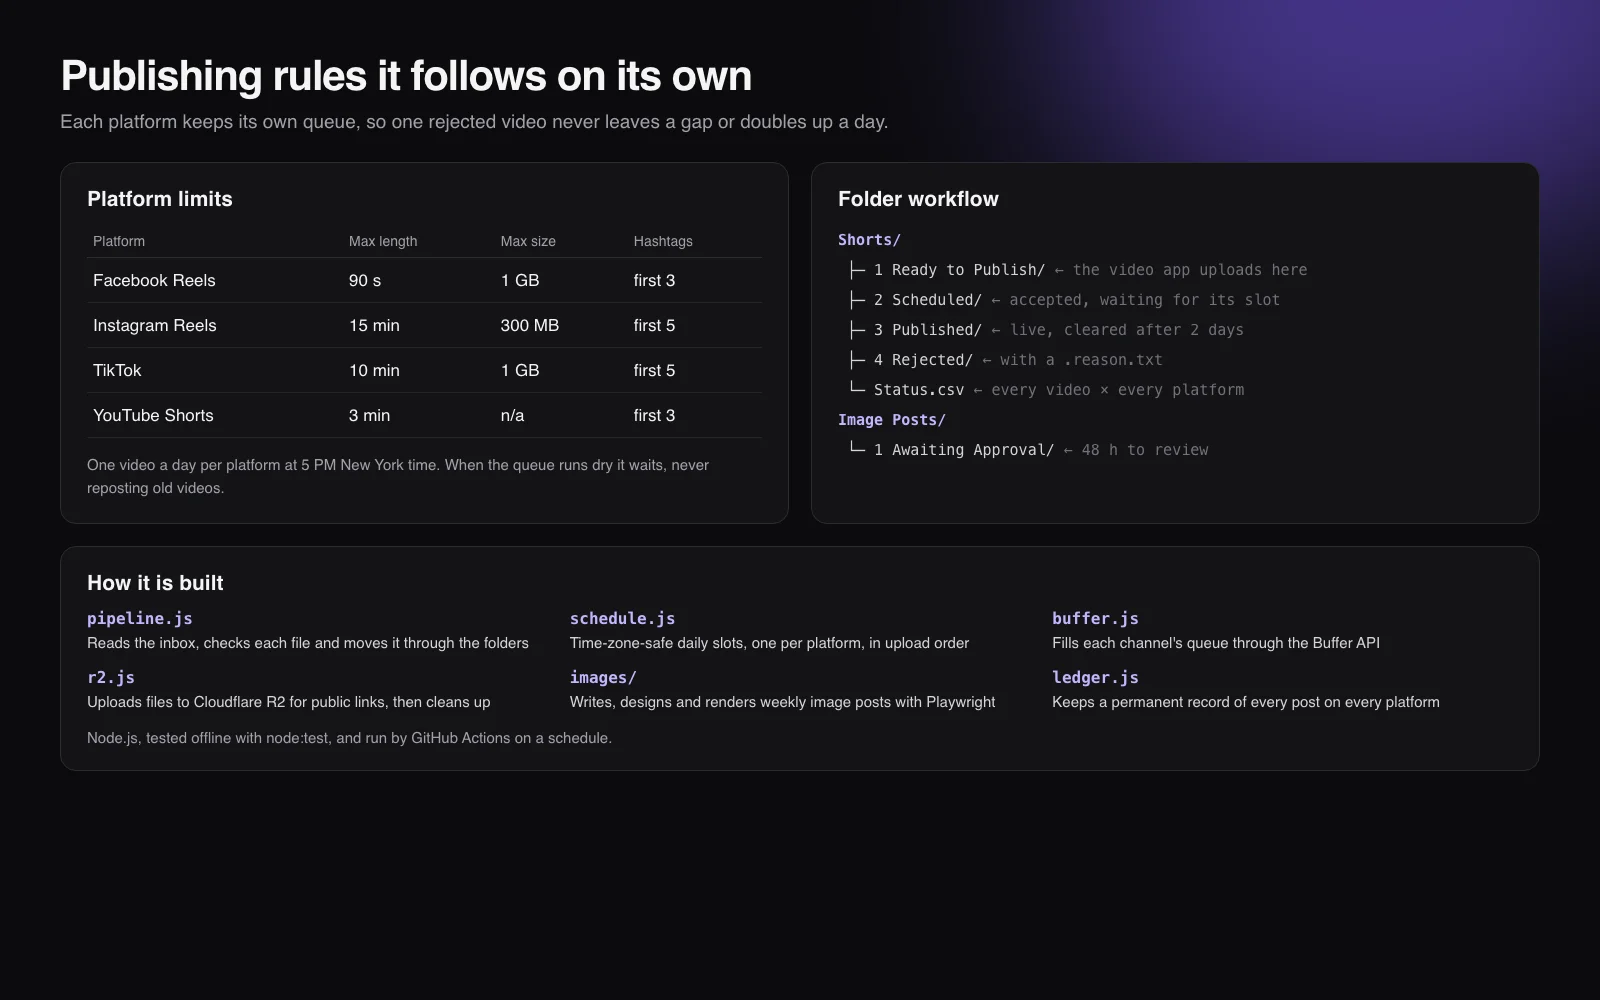 Publishing rules it follows on its own
Each platform keeps its own queue, so one rejected video never leaves a gap or doubles up a day.
Platform limits
Platform Max length Max size Hashtags
Facebook Reels 90 s 1 GB first 3
Instagram Reels 15 min 300 MB first 5
TikTok 10 min 1 GB first 5
YouTube Shorts 3 min n/a first 3
One video a day per platform at 5 PM New York time. When the queue runs dry it waits, never
reposting old videos.
Folder workflow
Shorts/
├─ 1 Ready to Publish/ ← the video app uploads here
├─ 2 Scheduled/ ← accepted, waiting for its slot
├─ 3 Published/ ← live, cleared after 2 days
├─ 4 Rejected/ ← with a .reason.txt
└─ Status.csv ← every video × every platform
Image Posts/
└─ 1 Awaiting Approval/ ← 48 h to review
How it is built
pipeline.js
Reads the inbox, checks each file and moves it through the folders
schedule.js
Time-zone-safe daily slots, one per platform, in upload order
buffer.js
Fills each channel's queue through the Buffer API
r2.js
Uploads files to Cloudflare R2 for public links, then cleans up
images/
Writes, designs and renders weekly image posts with Playwright
ledger.js
Keeps a permanent record of every post on every platform
Node.js, tested offline with node:test, and run by GitHub Actions on a schedule.